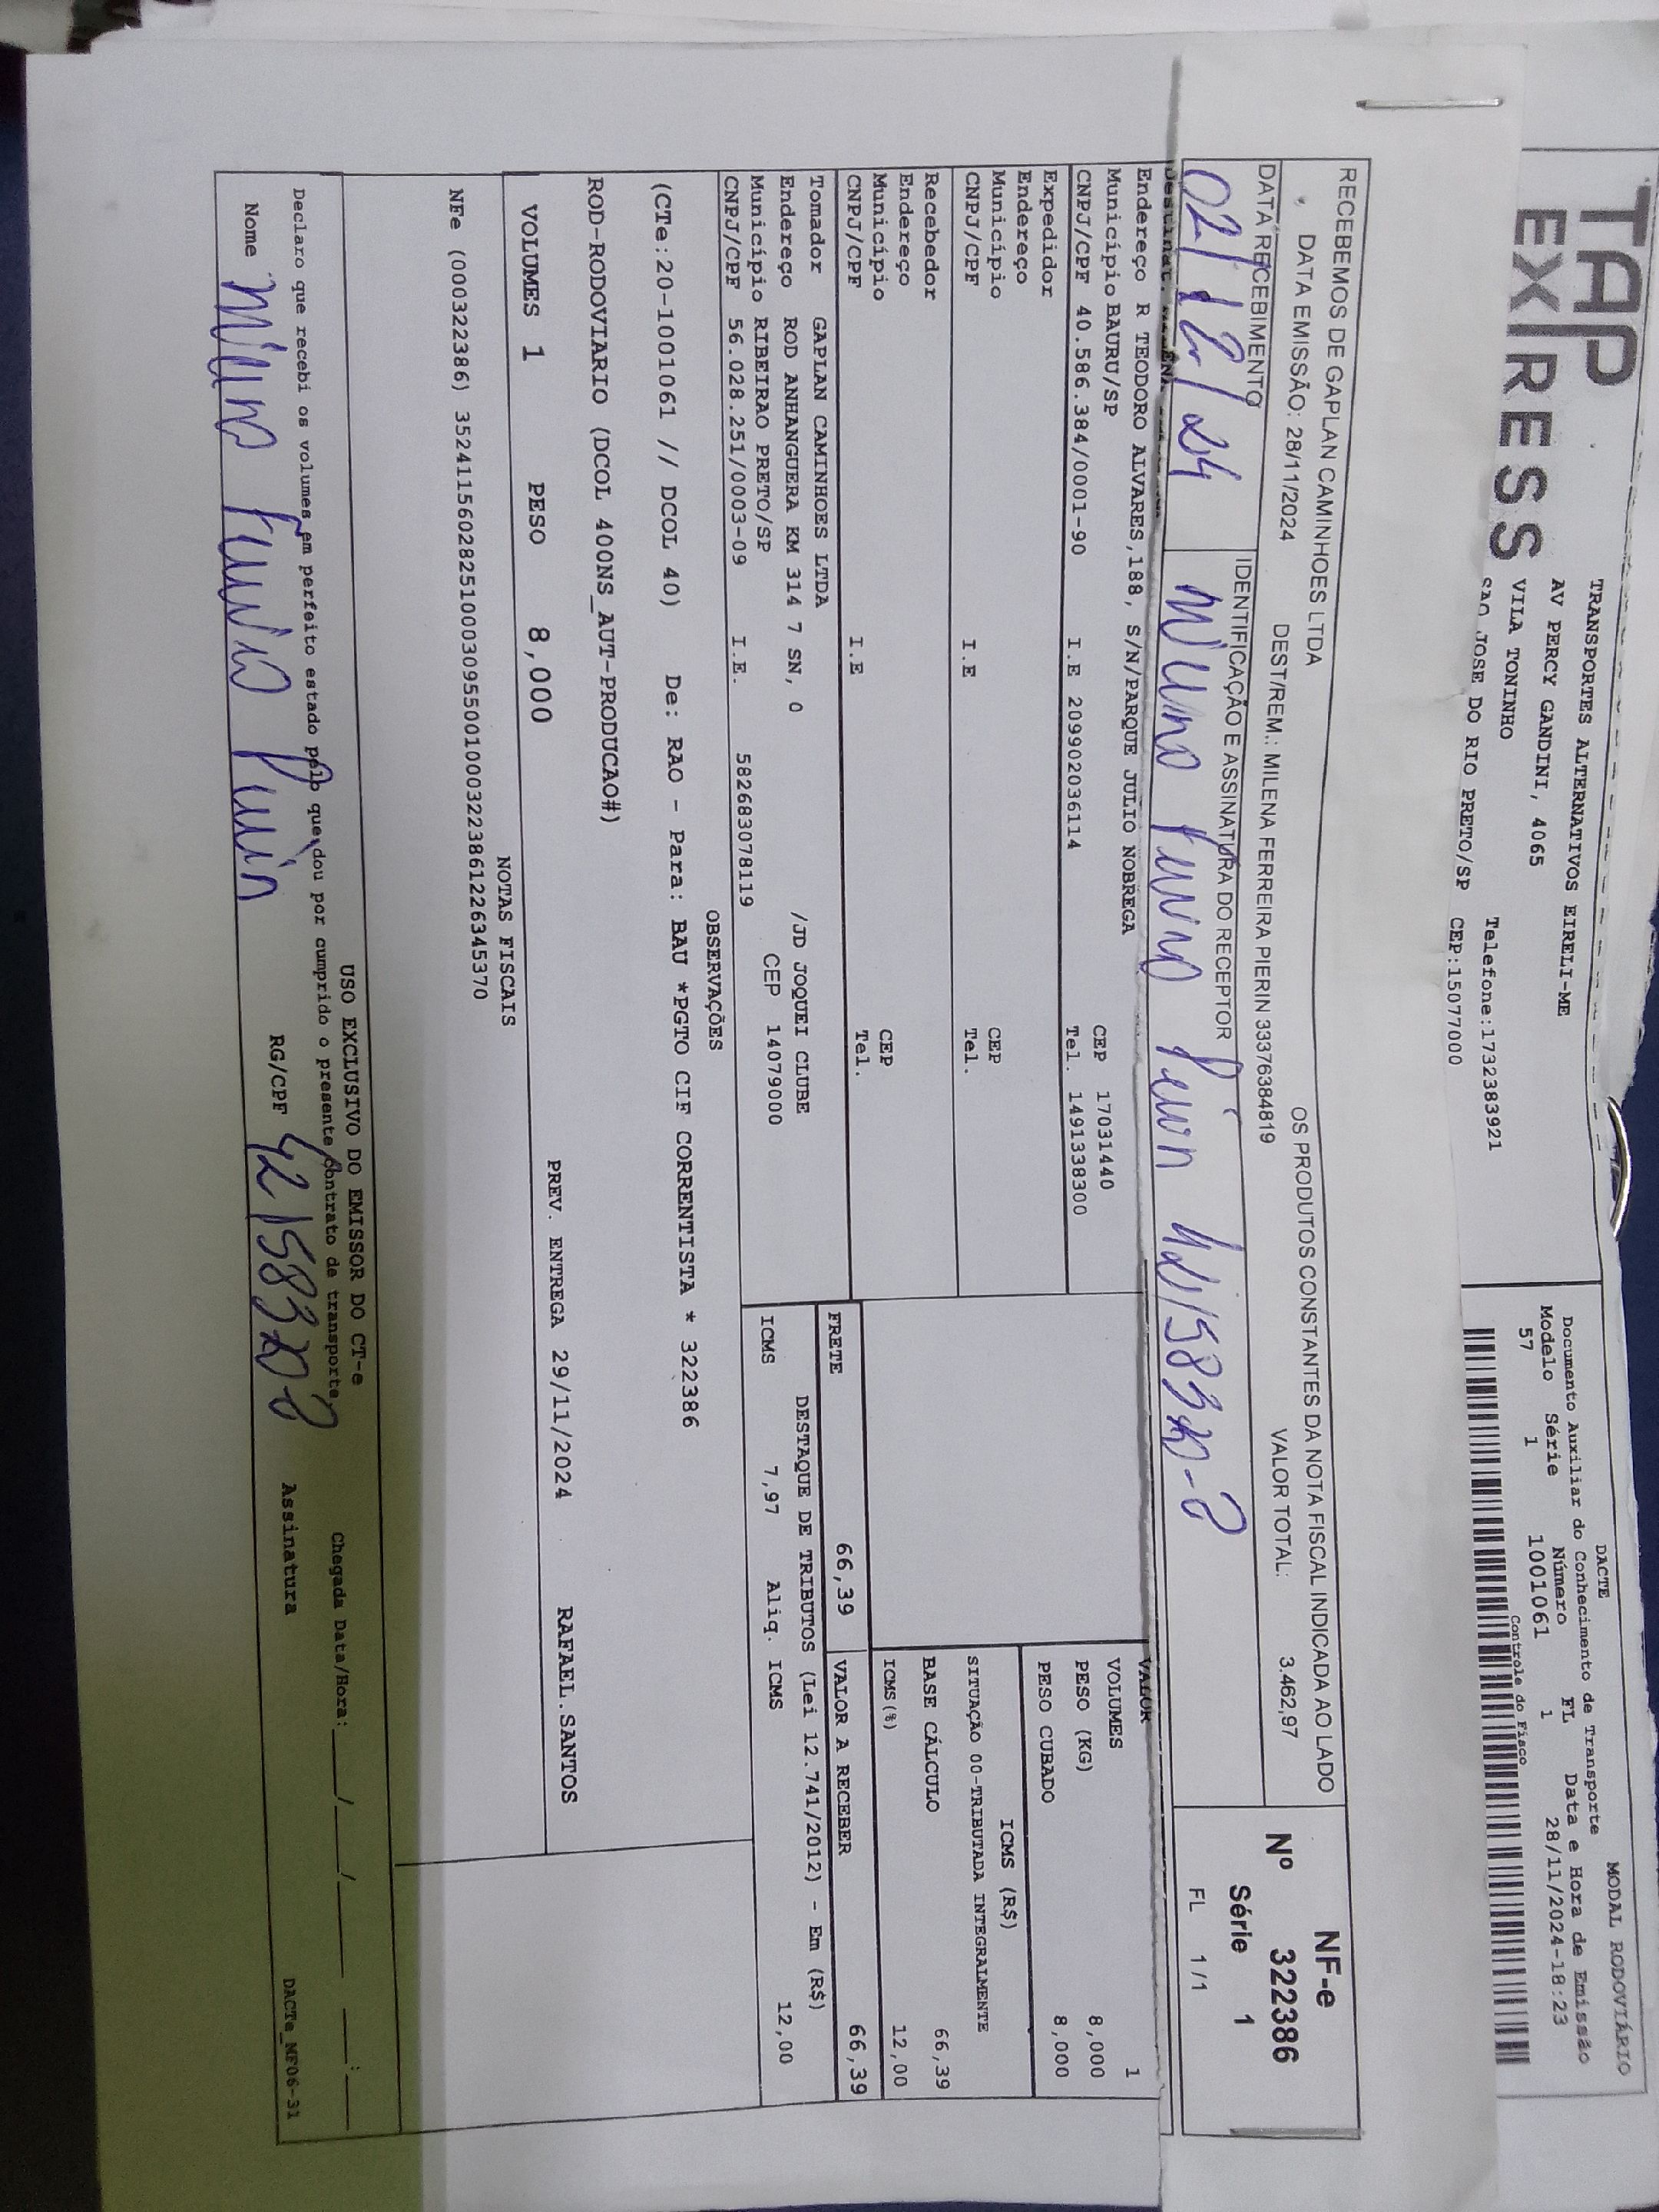 TAP
EXPRESS
TRANSPORTES ALTERNATIVOS EIRELI-ME
AV PERCY GANDINI, 4065
VILA TONINHO
SAO JOSE DO RIO PRETO/SP
Telefone:1732383921
CEP:15077000
MODAL RODOVIÁRIO
DACTE
Documento Auxiliar do Conhecimento de Transporte
Modelo Série Número FL Data e Hora de Emissão
57 1 1001061 1 28/11/2024-18:23
Controle do Fisco
RECEBEMOS DE GAPLAN CAMINHOES LTDA OS PRODUTOS CONSTANTES DA NOTA FISCAL INDICADA AO LADO
DATA EMISSÃO: 28/11/2024 DEST/REM.: MILENA FERREIRA PIERIN 33376384819 VALOR TOTAL: 3.462,97
DATA RECEBIMENTO IDENTIFICAÇÃO E ASSINATURA DO RECEPTOR
02/12/24
NF-e
Nº 322386
Série 1
FL 1 /1
Endereço R TEODORO ALVARES,188, S/N/PARQUE JULIO NOBREGA
Município BAURU/SP CEP 17031440
CNPJ/CPF 40.586.384/0001-90 I.E 209902036114 Tel. 1491338300
Expedidor
Endereço
Município CEP
CNPJ/CPF I.E Tel.
Recebedor
Endereço
Município CEP
CNPJ/CPF I.E Tel.
VALOR
VOLUMES 1
PESO (KG) 8,000
PESO CUBADO 8,000
ICMS (R$)
SITUAÇÃO 00-TRIBUTADA INTEGRALMENTE
BASE CÁLCULO 66,39
ICMS(%) 12,00
Tomador GAPLAN CAMINHOES LTDA
Endereço ROD ANHANGUERA KM 314 7 SN, 0 /JD JOQUEI CLUBE
Município RIBEIRAO PRETO/SP CEP 14079000
CNPJ/CPF 56.028.251/0003-09 I.E. 582683078119
FRETE 66,39 VALOR A RECEBER 66,39
DESTAQUE DE TRIBUTOS (Lei 12.741/2012) - Em (R$)
ICMS 7,97 Aliq. ICMS 12,00
OBSERVAÇÕES
(CTe:20-1001061 // DCOL 40) De: RAO - Para: BAU *PGTO CIF CORRENTISTA * 322386
ROD-RODOVIARIO (DCOL 400NS_AUT-PRODUCAO#)
VOLUMES 1 PESO 8,000 PREV. ENTREGA 29/11/2024 RAFAEL.SANTOS
NOTAS FISCAIS
NFe (000322386) 35241156028251000309550010003223861226345370
USO EXCLUSIVO DO EMISSOR DO CT-e
Declaro que recebi os volumes em perfeito estado pelo que dou por cumprido o presente contrato de transporte. Chegada Data/Hora:___/___/_____ ___:___
Nome RG/CPF Assinatura
DACTe_MF06-31